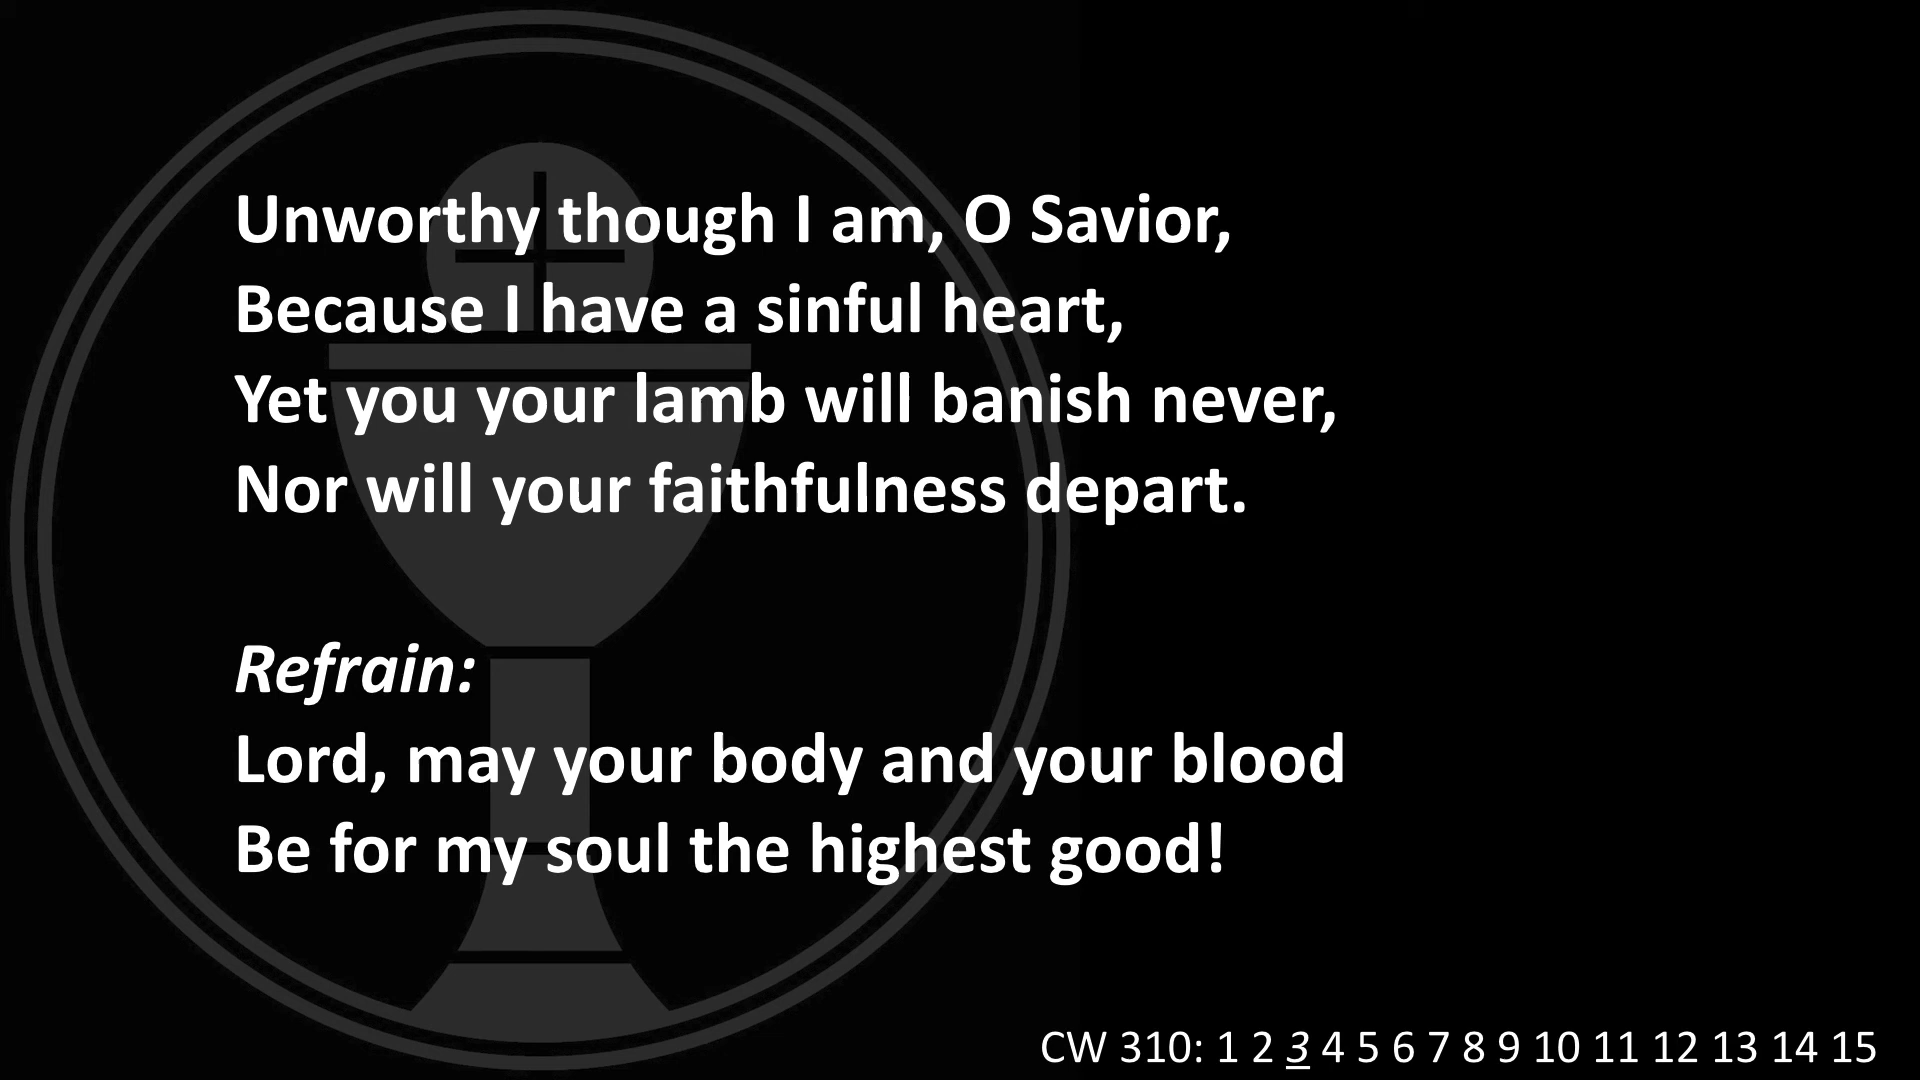 Unworthy though I am, O Savior,
Because I have a sinful heart,
Yet you your lamb will banish never,
Nor will your faithfulness depart.
Refrain:
Lord, may your body and your blood
Be for my soul the highest good!
CW 310: 1 2 3 4 5 6 7 8 9 10 11 12 13 14 15